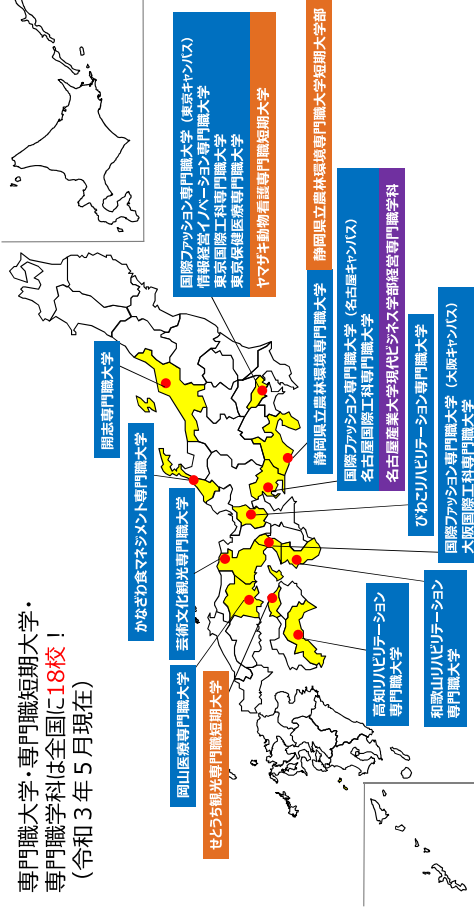 専門職大学・専門職短期大学・
専門職学科は全国に18校！
（令和３年５月現在）
開志専門職大学
かなざわ食マネジメント専門職大学
芸術文化観光専門職大学
岡山医療専門職大学
せとうち観光専門職短期大学
国際ファッション専門職大学（東京キャンパス）
情報経営イノベーション専門職大学
東京国際工科専門職大学
東京保健医療専門職大学
ヤマザキ動物看護専門職短期大学
静岡県立農林環境専門職大学
静岡県立農林環境専門職大学短期大学部
国際ファッション専門職大学（名古屋キャンパス）
名古屋国際工科専門職大学
名古屋産業大学現代ビジネス学部経営専門職学科
びわこリハビリテーション専門職大学
国際ファッション専門職大学（大阪キャンパス）
大阪国際工科専門職大学
和歌山リハビリテーション
専門職大学
高知リハビリテーション
専門職大学